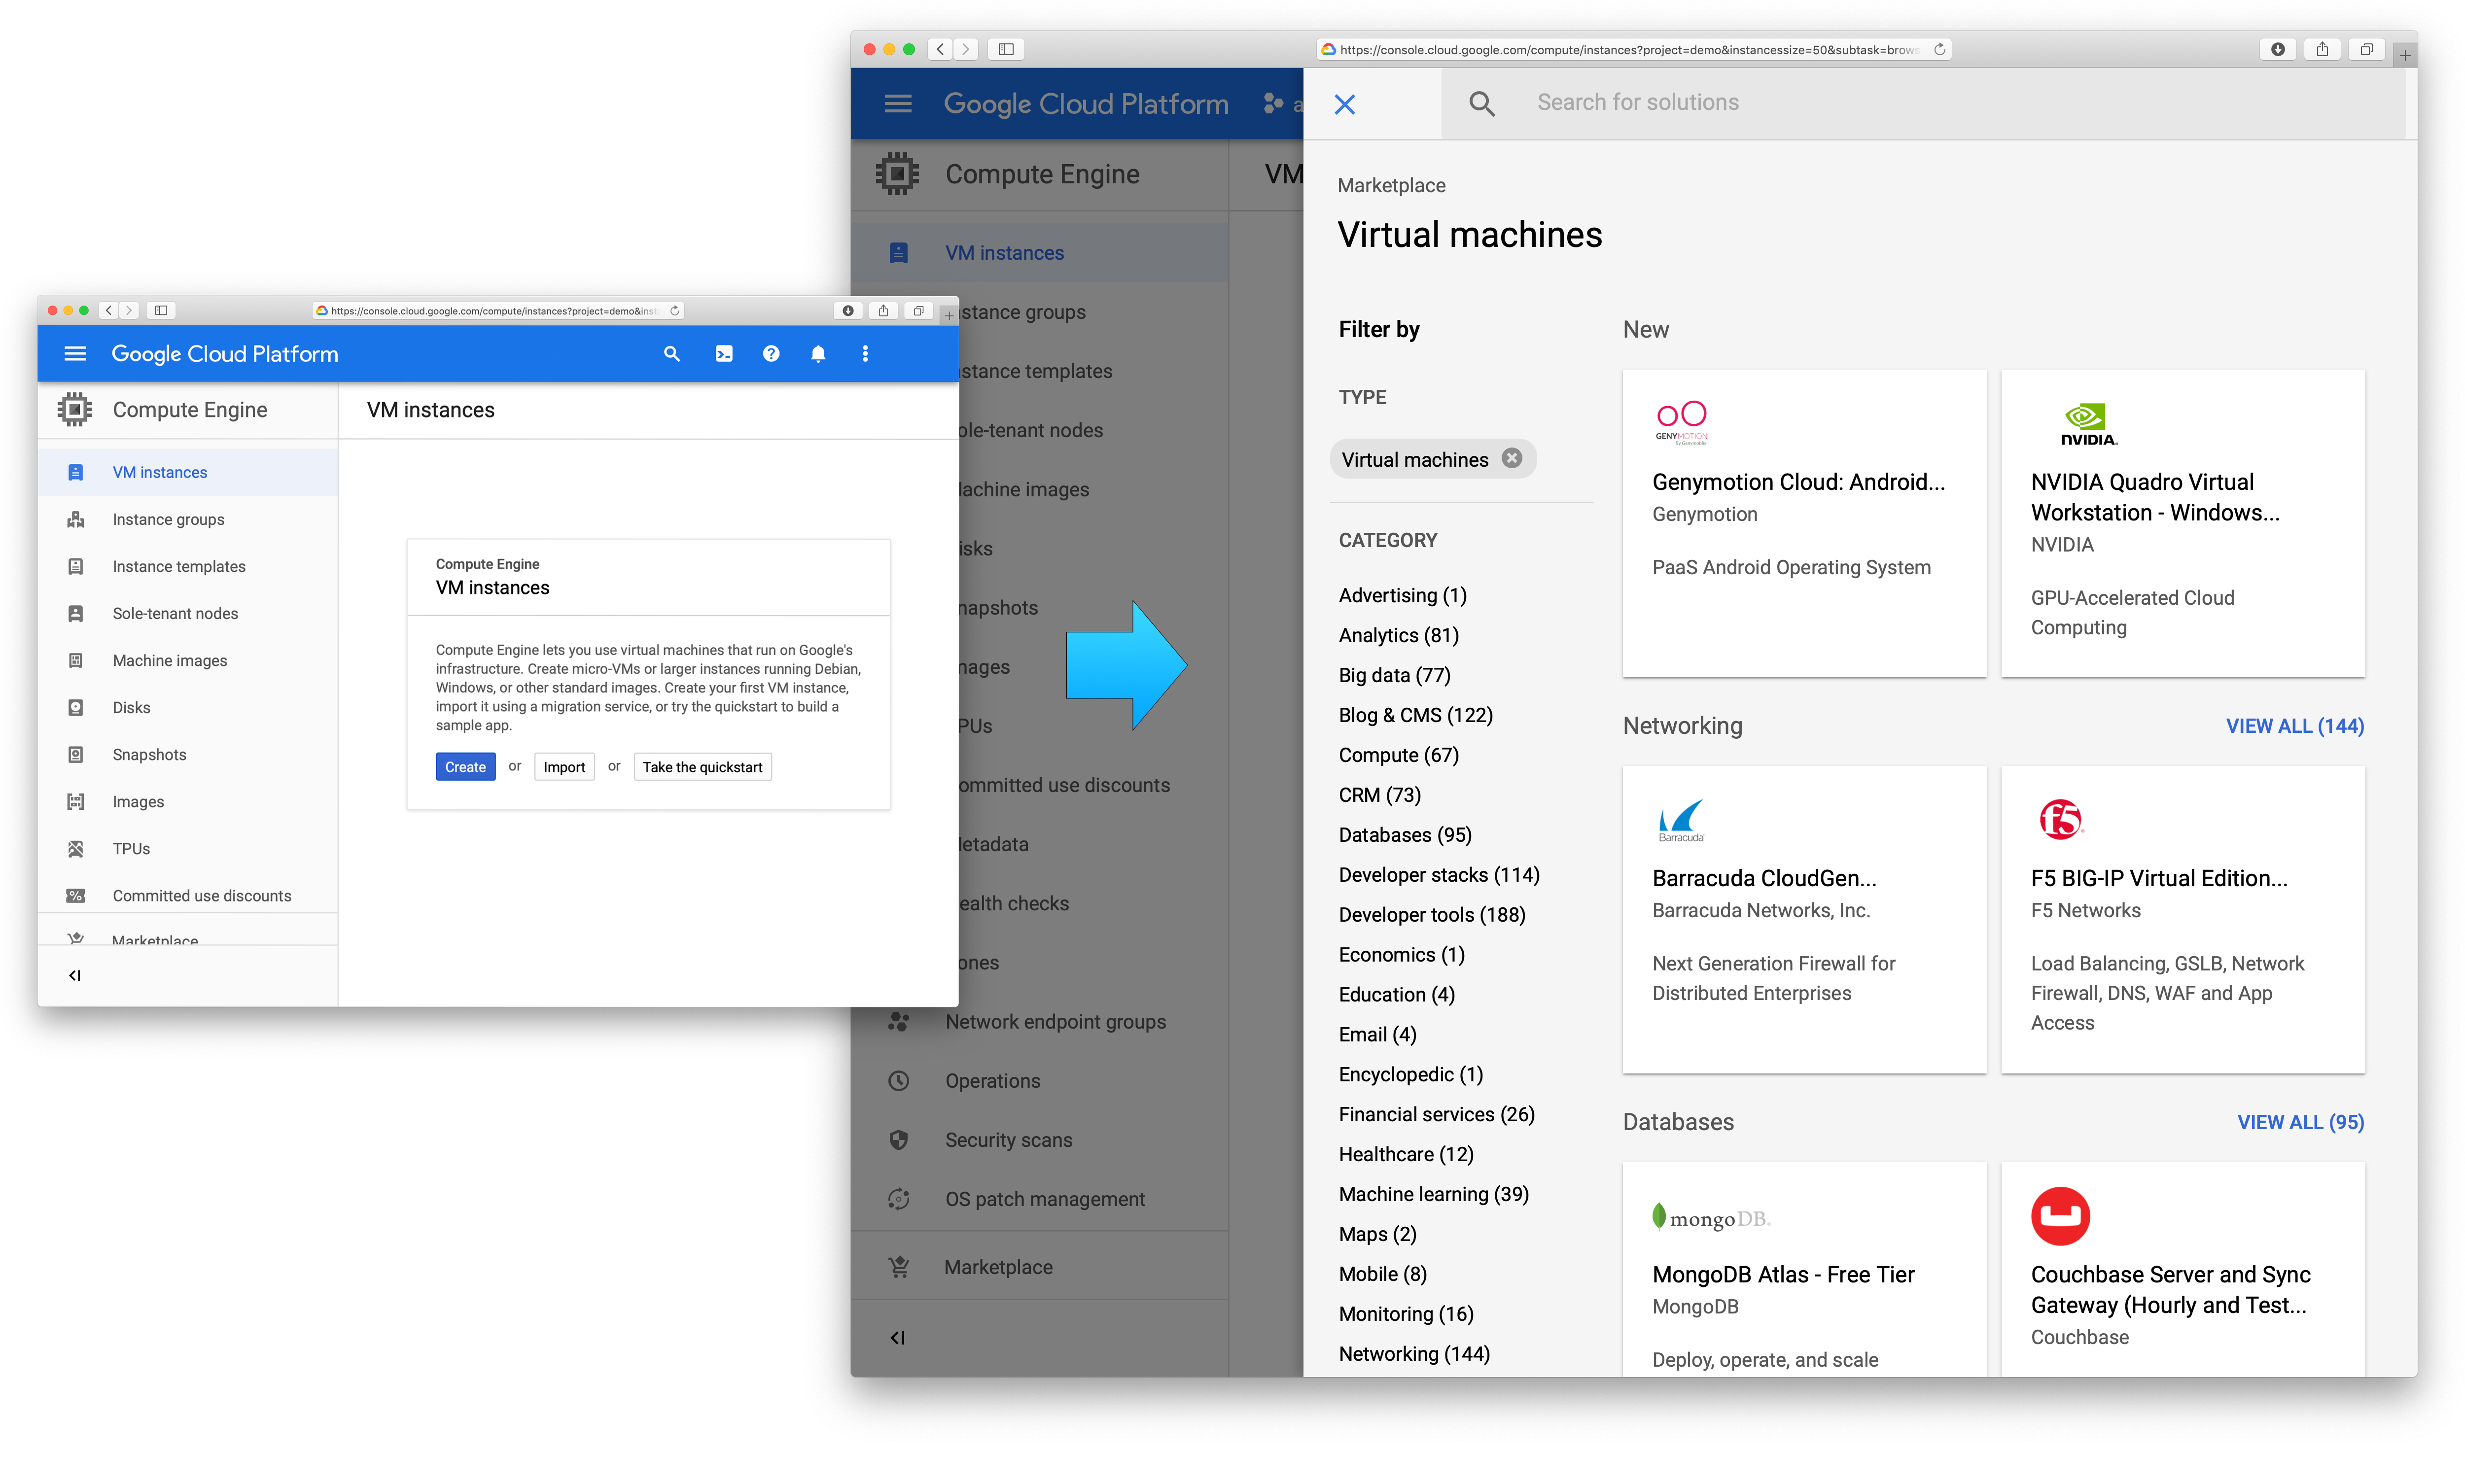 https://console.cloud.google.com/compute/instances?project=demo&inst
Google Cloud Platform
Compute Engine
VM instances
VM instances
Instance groups
Instance templates
Sole-tenant nodes
Machine images
Disks
Snapshots
Images
TPUs
Committed use discounts
Marketplace
Compute Engine
VM instances
Compute Engine lets you use virtual machines that run on Google's
infrastructure. Create micro-VMs or larger instances running Debian,
Windows, or other standard images. Create your first VM instance,
import it using a migration service, or try the quickstart to build a
sample app.
Create or Import or Take the quickstart
https://console.cloud.google.com/compute/instances?project=demo&instancessize=50&subtask=brows
Google Cloud Platform
a
Compute Engine
VM
VM instances
stance groups
stance templates
ole-tenant nodes
achine images
isks
napshots
nages
PUs
ommitted use discounts
etadata
ealth checks
ones
Network endpoint groups
Operations
Security scans
OS patch management
Marketplace
Search for solutions
Marketplace
Virtual machines
Filter by
TYPE
Virtual machines
CATEGORY
Advertising (1)
Analytics (81)
Big data (77)
Blog & CMS (122)
Compute (67)
CRM (73)
Databases (95)
Developer stacks (114)
Developer tools (188)
Economics (1)
Education (4)
Email (4)
Encyclopedic (1)
Financial services (26)
Healthcare (12)
Machine learning (39)
Maps (2)
Mobile (8)
Monitoring (16)
Networking (144)
New
GENYMOTION
By Genymobile
Genymotion Cloud: Android...
Genymotion
PaaS Android Operating System
NVIDIA.
NVIDIA Quadro Virtual
Workstation - Windows...
NVIDIA
GPU-Accelerated Cloud
Computing
Networking
VIEW ALL (144)
Barracuda
Barracuda CloudGen...
Barracuda Networks, Inc.
Next Generation Firewall for
Distributed Enterprises
f5
F5 BIG-IP Virtual Edition...
F5 Networks
Load Balancing, GSLB, Network
Firewall, DNS, WAF and App
Access
Databases
VIEW ALL (95)
mongoDB.
MongoDB Atlas - Free Tier
MongoDB
Deploy, operate, and scale
Couchbase Server and Sync
Gateway (Hourly and Test...
Couchbase